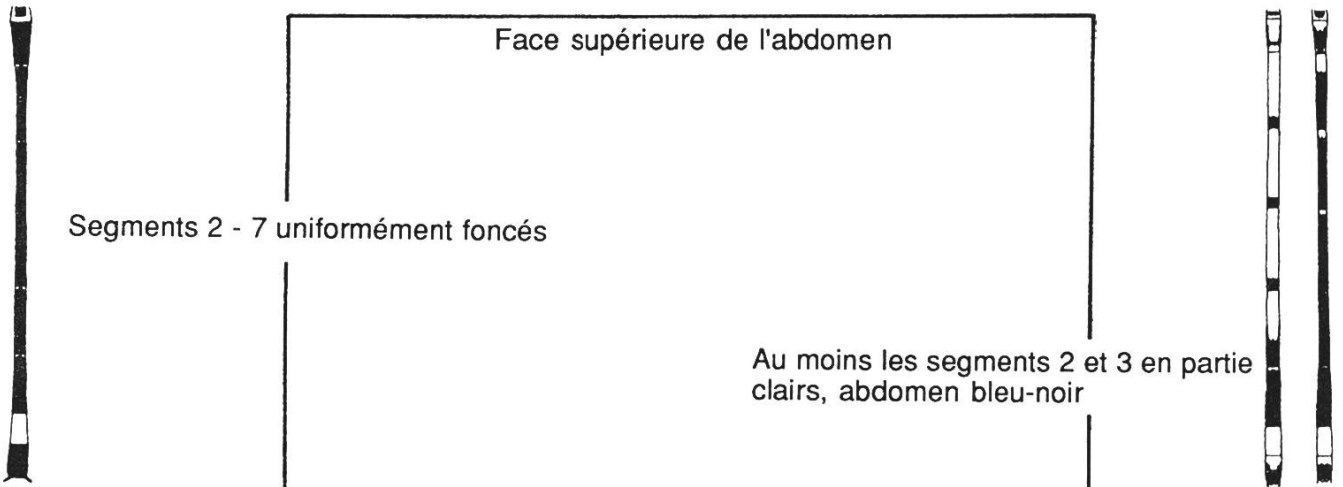 Face supérieure de l'abdomen
Segments 2 - 7 uniformément foncés
Au moins les segments 2 et 3 en partie
clairs, abdomen bleu-noir